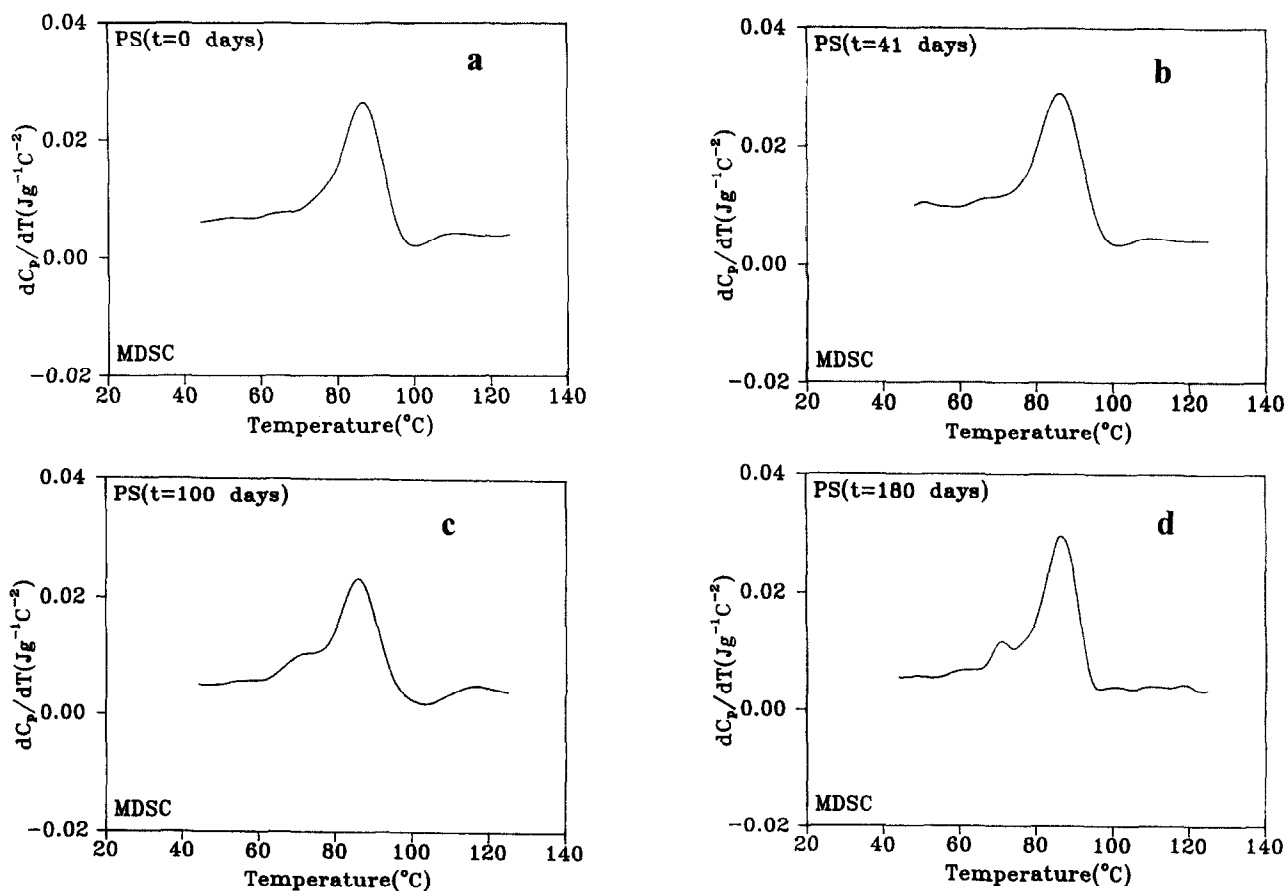 0.04
PS(t=0 days)
a
0.02
0.00
-0.02
dCp/dT(Jg⁻¹C⁻²)
MDSC
20 40 60 80 100 120 140
Temperature(°C)
0.04
PS(t=41 days)
b
0.02
0.00
-0.02
dCp/dT(Jg⁻¹C⁻²)
MDSC
20 40 60 80 100 120 140
Temperature(°C)
0.04
PS(t=100 days)
c
0.02
0.00
-0.02
dCp/dT(Jg⁻¹C⁻²)
MDSC
20 40 60 80 100 120 140
Temperature(°C)
0.04
PS(t=180 days)
d
0.02
0.00
-0.02
dCp/dT(Jg⁻¹C⁻²)
MDSC
20 40 60 80 100 120 140
Temperature(°C)